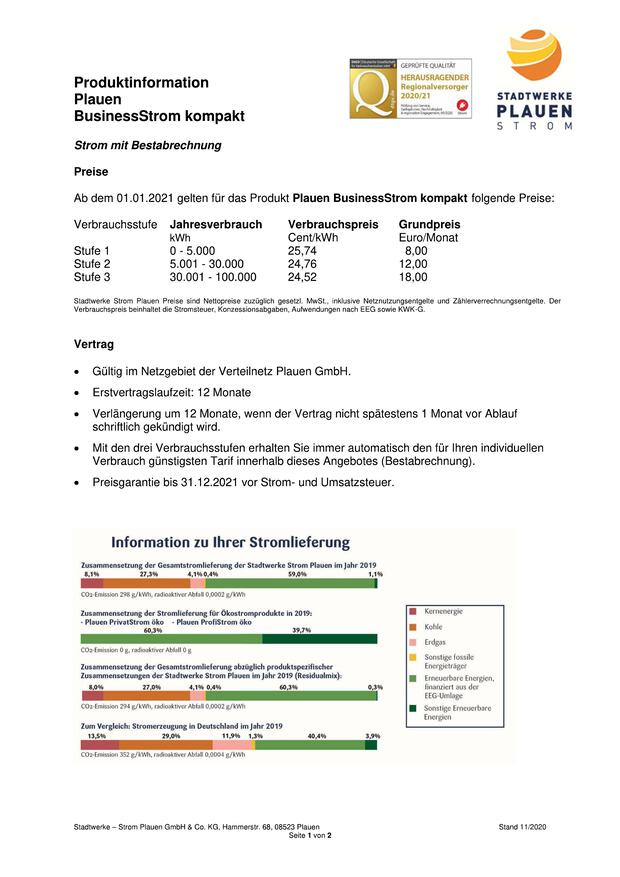 GEPRÜFTE QUALITÄT
HERAUSRAGENDER
Regionalversorger
2020/21
STADTWERKE
PLAUEN
STROM
Produktinformation
Plauen
BusinessStrom kompakt
Strom mit Bestabrechnung
Preise
Ab dem 01.01.2021 gelten für das Produkt Plauen BusinessStrom kompakt folgende Preise:
Verbrauchsstufe Jahresverbrauch Verbrauchspreis Grundpreis
kWh Cent/kWh Euro/Monat
Stufe 1 0 - 5.000 25,74 8,00
Stufe 2 5.001 - 30.000 24,76 12,00
Stufe 3 30.001 - 100.000 24,52 18,00
Stadtwerke Strom Plauen Preise sind Nettopreise zuzüglich gesetzl. MwSt., inklusive Netznutzungsentgelte und Zählerverrechnungsentgelte. Der
Verbrauchspreis beinhaltet die Stromsteuer, Konzessionsabgaben, Aufwendungen nach EEG sowie KWK-G.
Vertrag
• Gültig im Netzgebiet der Verteilnetz Plauen GmbH.
• Erstvertragslaufzeit: 12 Monate
• Verlängerung um 12 Monate, wenn der Vertrag nicht spätestens 1 Monat vor Ablauf
schriftlich gekündigt wird.
• Mit den drei Verbrauchsstufen erhalten Sie immer automatisch den für Ihren individuellen
Verbrauch günstigsten Tarif innerhalb dieses Angebotes (Bestabrechnung).
• Preisgarantie bis 31.12.2021 vor Strom- und Umsatzsteuer.
Information zu Ihrer Stromlieferung
Zusammensetzung der Gesamtstromlieferung der Stadtwerke Strom Plauen im Jahr 2019
8,1% 27,3% 4,1% 0,4% 59,0% 1,1%
CO2-Emission 298 g/kWh, radioaktiver Abfall 0,0002 g/kWh
Zusammensetzung der Stromlieferung für Ökostromprodukte in 2019:
- Plauen PrivatStrom öko - Plauen ProfiStrom öko
60,3% 39,7%
CO2-Emission 0 g, radioaktiver Abfall 0 g
Zusammensetzung der Gesamtstromlieferung abzüglich produktspezifischer
Zusammensetzungen der Stadtwerke Strom Plauen im Jahr 2019 (Residualmix):
8,0% 27,0% 4,1% 0,4% 60,3% 0,3%
CO2-Emission 294 g/kWh, radioaktiver Abfall 0,0002 g/kWh
Zum Vergleich: Stromerzeugung in Deutschland im Jahr 2019
13,5% 29,0% 11,9% 1,3% 40,4% 3,9%
CO2-Emission 352 g/kWh, radioaktiver Abfall 0,0004 g/kWh
Kernenergie
Kohle
Erdgas
Sonstige fossile
Energieträger
Erneuerbare Energien,
finanziert aus der
EEG-Umlage
Sonstige Erneuerbare
Energien
Stadtwerke – Strom Plauen GmbH & Co. KG, Hammerstr. 68, 08523 Plauen Stand 11/2020
Seite 1 von 2